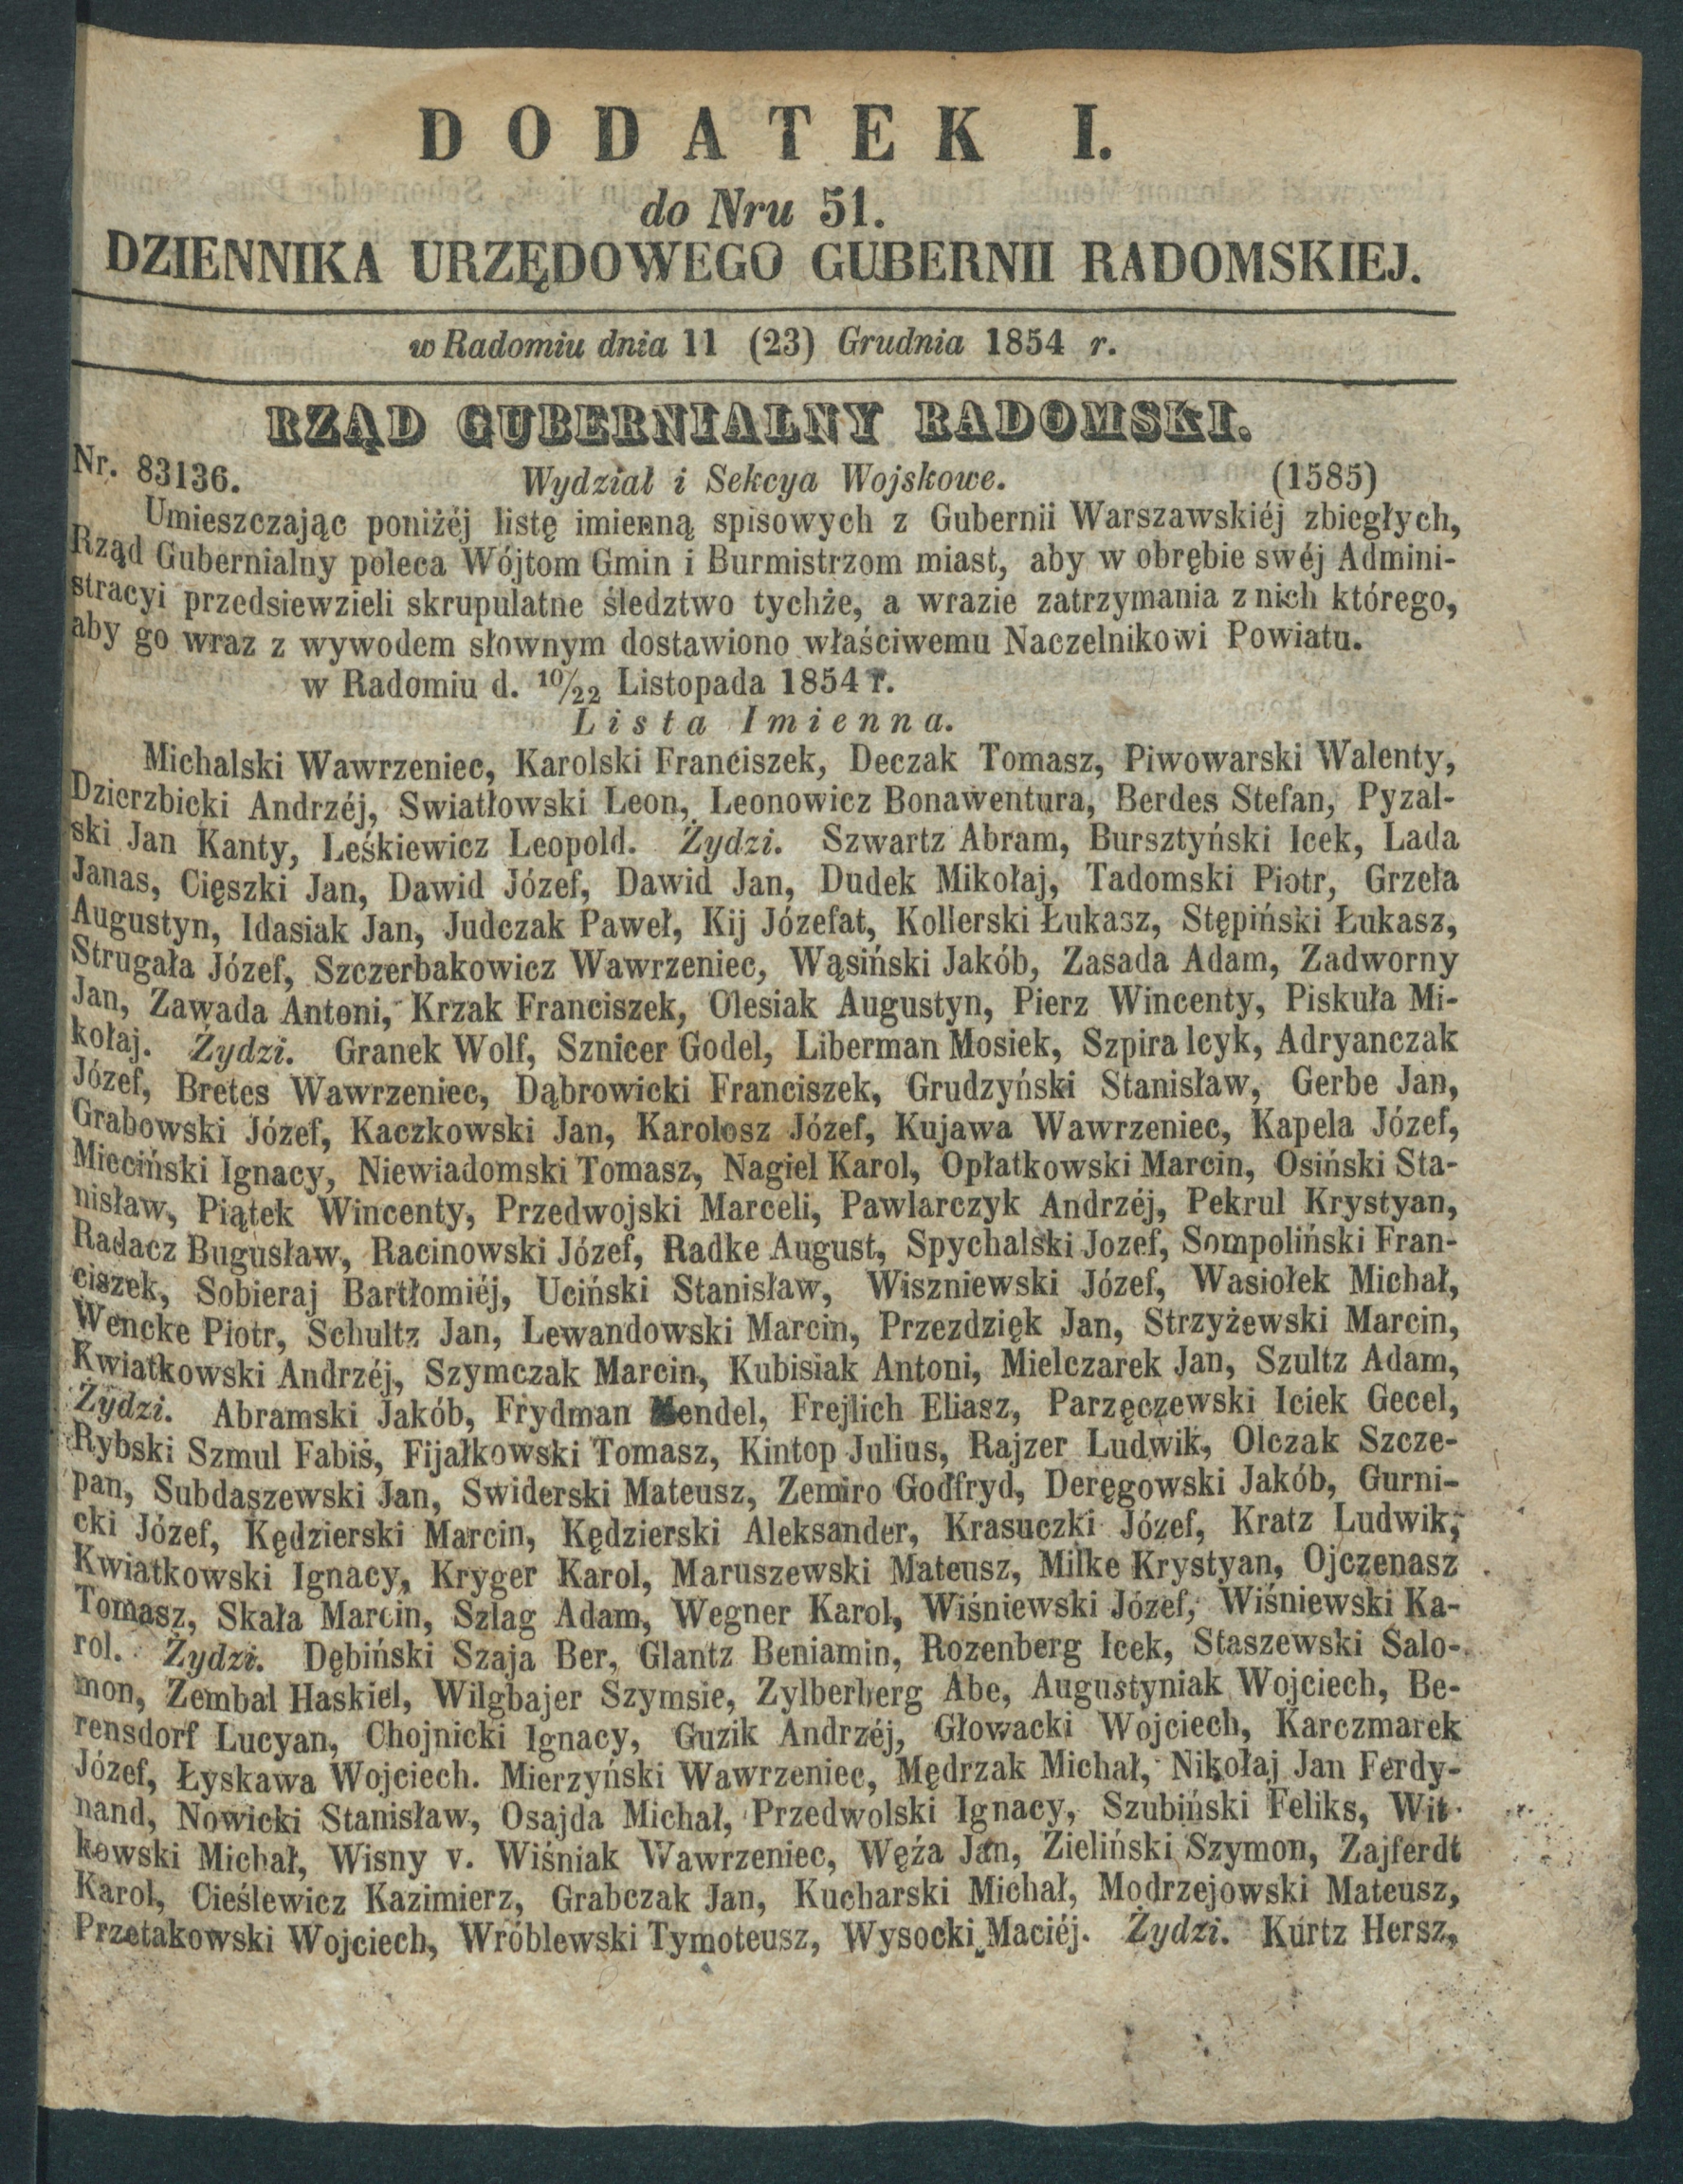 DODATEK I.
do Nru 51.
DZIENNIKA URZĘDOWEGO GUBERNII RADOMSKIEJ.
w Radomiu dnia 11 (23) Grudnia 1854 r.
RZĄD GUBERNIALNY RADOMSKI.
Nr. 83136. Wydział i Sekcya Wojskowe. (1585)
Umieszczając poniżéj listę imienną spisowych z Gubernii Warszawskiéj zbiegłych,
Rząd Gubernialny poleca Wójtom Gmin i Burmistrzom miast, aby w obrębie swéj Admini-
stracyi przedsiewzieli skrupulatne śledztwo tychże, a wrazie zatrzymania z nich którego,
aby go wraz z wywodem słownym dostawiono właściwemu Naczelnikowi Powiatu.
w Radomiu d. 10/22 Listopada 1854 r.
Lista Imienna.
Michalski Wawrzeniec, Karolski Franciszek, Deczak Tomasz, Piwowarski Walenty,
Dzierzbicki Andrzéj, Swiatłowski Leon, Leonowicz Bonawentura, Berdes Stefan, Pyzal-
ski Jan Kanty, Leśkiewicz Leopold. Żydzi. Szwartz Abram, Bursztyński Icek, Lada
Janas, Cięszki Jan, Dawid Józef, Dawid Jan, Dudek Mikołaj, Tadomski Piotr, Grzeła
Augustyn, Idasiak Jan, Judczak Paweł, Kij Józefat, Kollerski Łukasz, Stępiński Łukasz,
Strugała Józef, Szczerbakowicz Wawrzeniec, Wąsiński Jakób, Zasada Adam, Zadworny
Jan, Zawada Antoni, Krzak Franciszek, Olesiak Augustyn, Pierz Wincenty, Piskuła Mi-
kołaj. Żydzi. Granek Wolf, Sznicer Godel, Liberman Mosiek, Szpira Icyk, Adryanczak
Józef, Bretes Wawrzeniec, Dąbrowicki Franciszek, Grudzyński Stanisław, Gerbe Jan,
Grabowski Józef, Kaczkowski Jan, Karolosz Józef, Kujawa Wawrzeniec, Kapela Józef,
Mieciński Ignacy, Niewiadomski Tomasz, Nagiel Karol, Opłatkowski Marcin, Osiński Sta-
nisław, Piątek Wincenty, Przedwojski Marceli, Pawlarczyk Andrzéj, Pekrul Krystyan,
Radacz Bugusław, Racinowski Józef, Radke August, Spychalski Jozef, Sompoliński Fran-
ciszek, Sobieraj Bartłomiéj, Uciński Stanisław, Wiszniewski Józef, Wasiołek Michał,
Wencke Piotr, Schultz Jan, Lewandowski Marcin, Przezdzięk Jan, Strzyżewski Marcin,
Kwiatkowski Andrzéj, Szymczak Marcin, Kubisiak Antoni, Mielczarek Jan, Szultz Adam,
Żydzi. Abramski Jakób, Frydman Mendel, Frejlich Eliasz, Parzęczewski Iciek Gecel,
Rybski Szmul Fabiś, Fijałkowski Tomasz, Kintop Julius, Rajzer Ludwik, Olczak Szcze-
pan, Subdaszewski Jan, Swiderski Mateusz, Zemiro Godfryd, Deręgowski Jakób, Gurni-
cki Józef, Kędzierski Marcin, Kędzierski Aleksander, Krasuczki Józef, Kratz Ludwik,
Kwiatkowski Ignacy, Kryger Karol, Maruszewski Mateusz, Milke Krystyan, Ojczenasz
Tomasz, Skała Marcin, Szlag Adam, Wegner Karol, Wiśniewski Józef, Wiśniewski Ka-
rol. Żydzi. Dębiński Szaja Ber, Glantz Beniamin, Rozenberg Icek, Staszewski Salo-
mon, Zembal Haskiel, Wilgbajer Szymsie, Zylberberg Abe, Augustyniak Wojciech, Be-
rensdorf Lucyan, Chojnicki Ignacy, Guzik Andrzéj, Głowacki Wojciech, Karczmarek
Józef, Łyskawa Wojciech. Mierzyński Wawrzeniec, Mędrzak Michał, Nikołaj Jan Ferdy-
nand, Nowicki Stanisław, Osajda Michał, Przedwolski Ignacy, Szubiński Feliks, Wit-
kowski Michał, Wisny v. Wiśniak Wawrzeniec, Węża Jan, Zieliński Szymon, Zajferdt
Karol, Cieślewicz Kazimierz, Grabczak Jan, Kucharski Michał, Modrzejowski Mateusz,
Przetakowski Wojciech, Wróblewski Tymoteusz, Wysocki Maciéj. Żydzi. Kurtz Hersz,